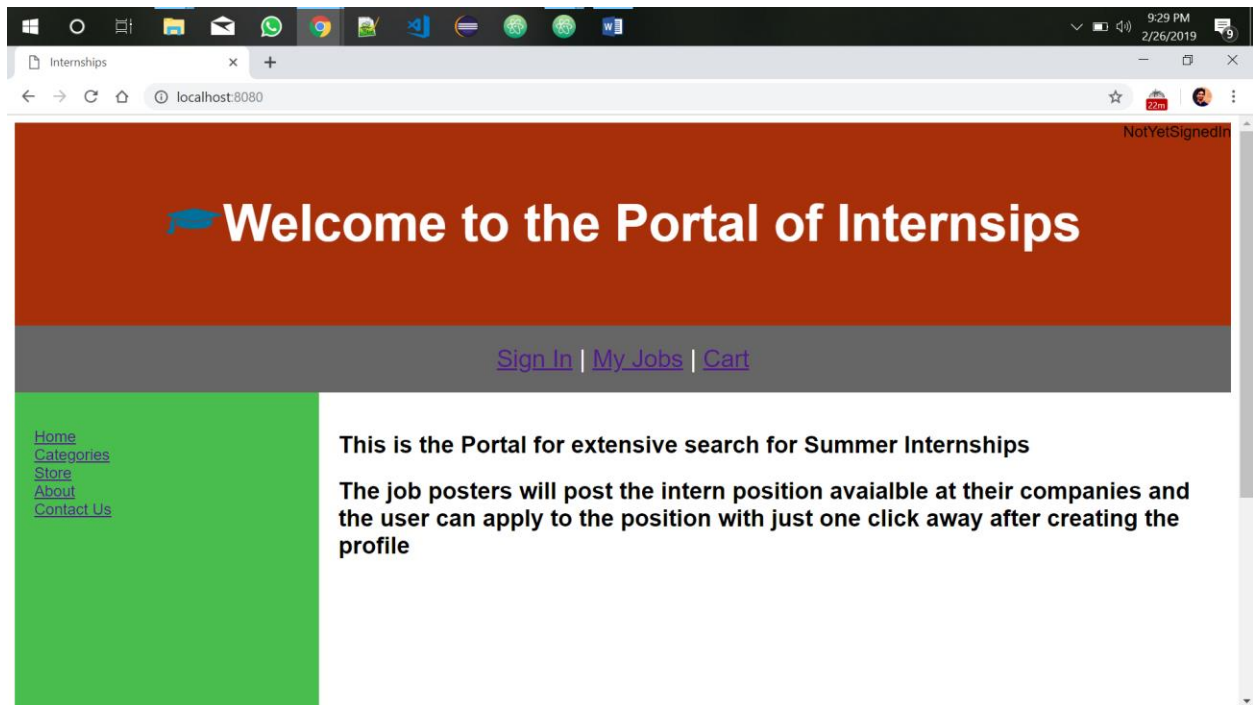 9:29 PM
2/26/2019
9
Internships
localhost:8080
22m
NotYetSignedIn
Welcome to the Portal of Internsips
Sign In | My Jobs | Cart
Home
Categories
Store
About
Contact Us
This is the Portal for extensive search for Summer Internships
The job posters will post the intern position avaialble at their companies and
the user can apply to the position with just one click away after creating the
profile